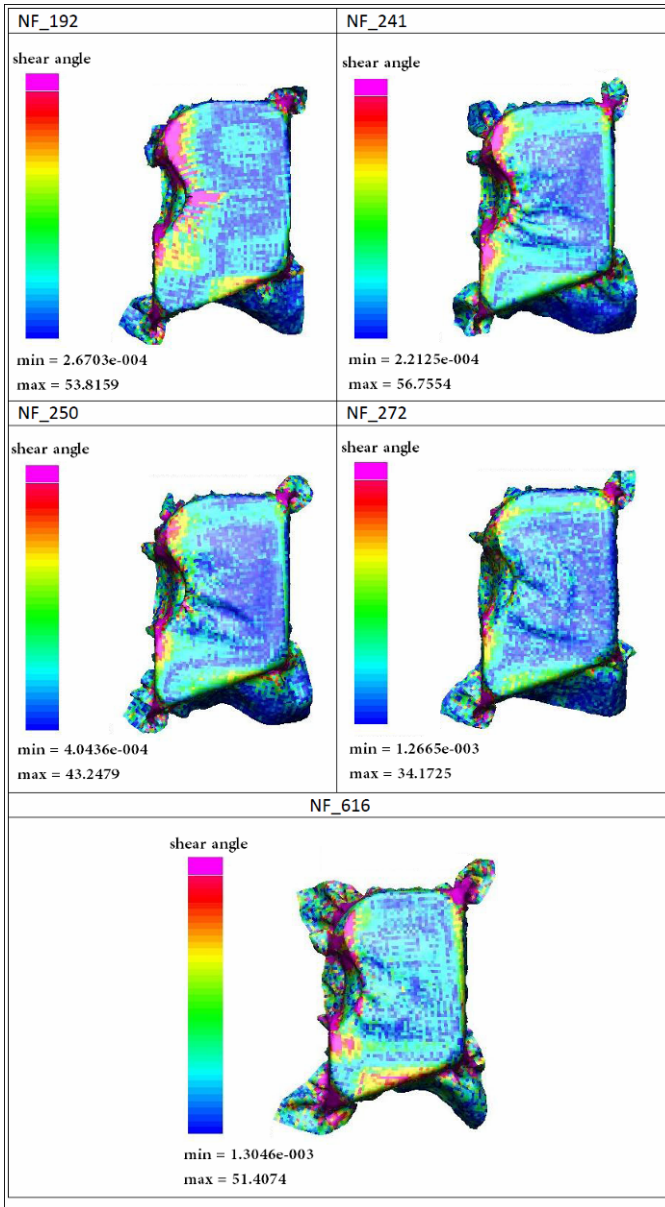 NF_192
NF_241
shear angle
min = 2.6703e-004
max = 53.8159
shear angle
min = 2.2125e-004
max = 56.7554
NF_250
NF_272
shear angle
min = 4.0436e-004
max = 43.2479
shear angle
min = 1.2665e-003
max = 34.1725
NF_616
shear angle
min = 1.3046e-003
max = 51.4074